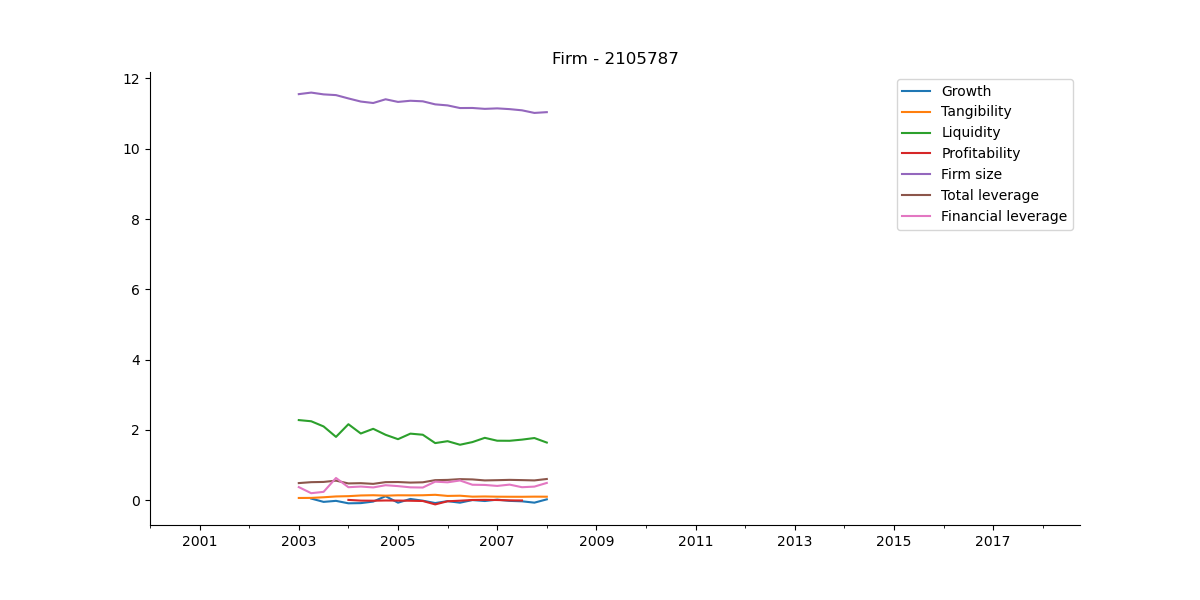 Firm - 2105787
12
10
8
6
4
2
0
2001 2003 2005 2007 2009 2011 2013 2015 2017
Growth
Tangibility
Liquidity
Profitability
Firm size
Total leverage
Financial leverage